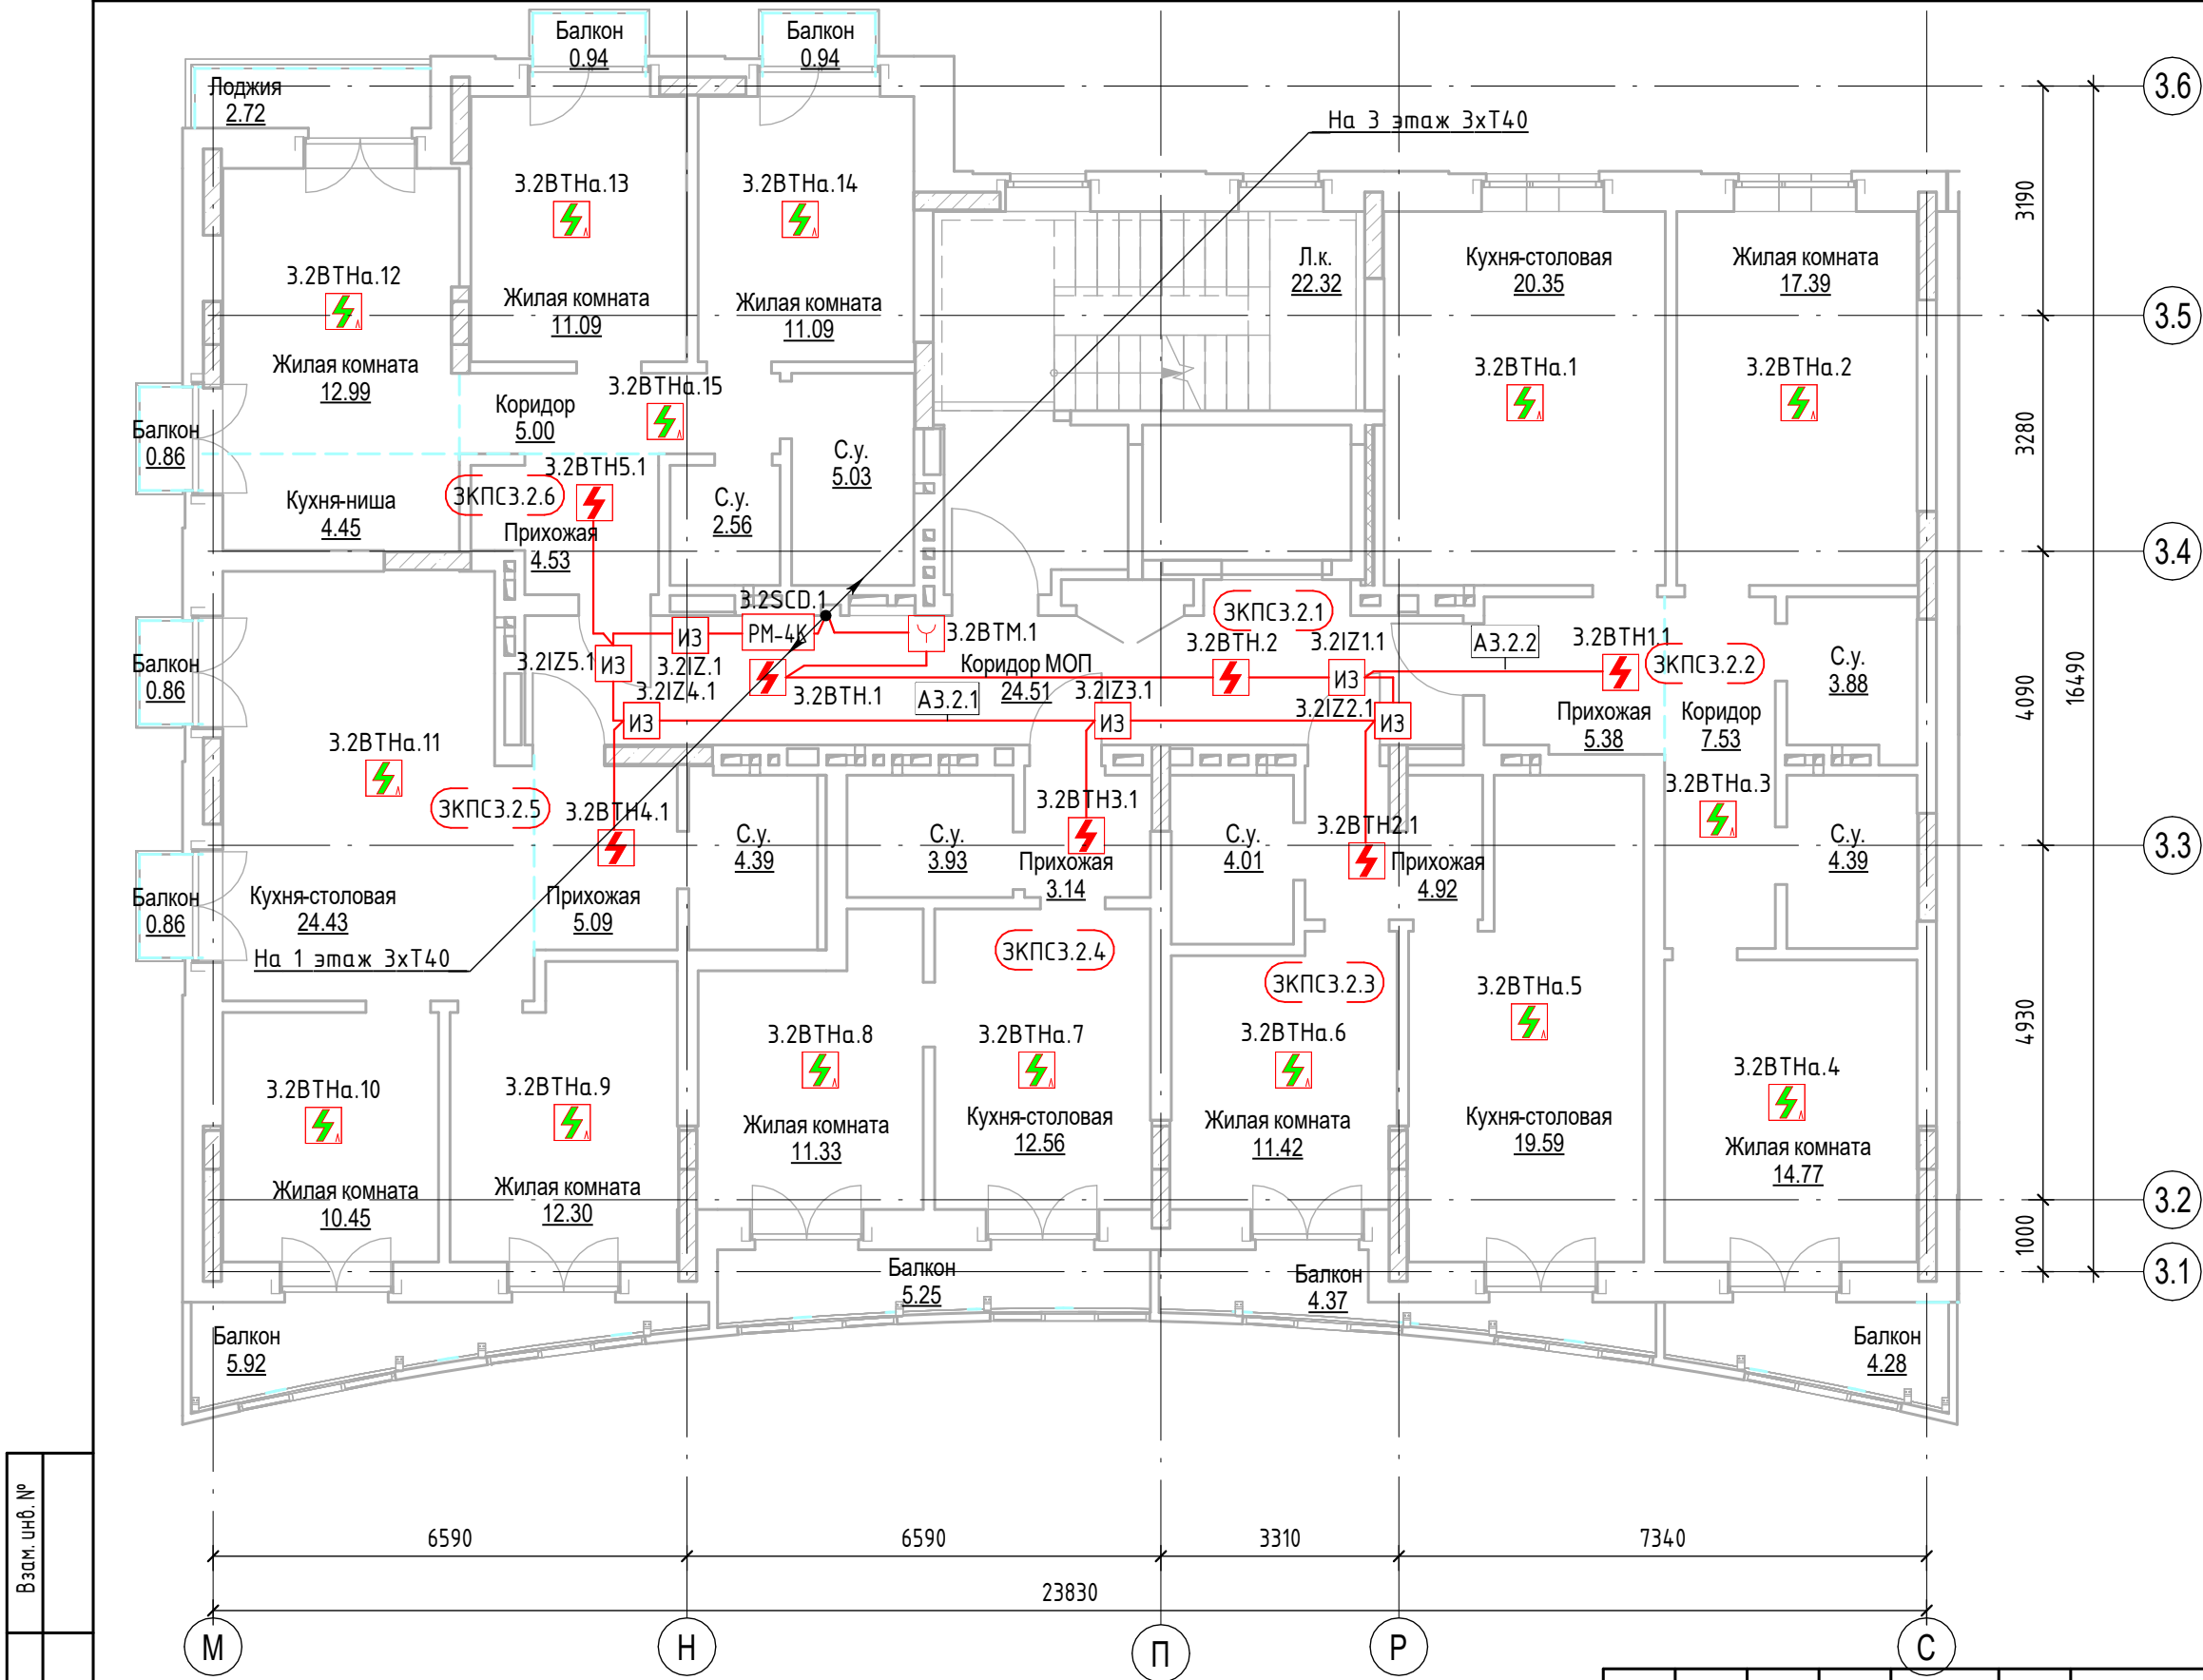 Балкон
0.94
Балкон
0.94
Лоджия
2.72
На 3 этаж 3хТ40
3.6
3.2ВТНа.13
3.2ВТНа.14
3190
Л.к.
22.32
Кухня-столовая
20.35
Жилая комната
17.39
3.2ВТНа.12
Жилая комната
11.09
Жилая комната
11.09
3.5
Жилая комната
12.99
3.2ВТНа.15
3.2ВТНа.1
3.2ВТНа.2
Коридор
5.00
Балкон
0.86
3280
С.у.
5.03
3КПС3.2.6
3.2ВТН5.1
Кухня-ниша
4.45
С.у.
2.56
Прихожая
4.53
3.4
3.2SCD.1
РМ-4К
ИЗ
3.2IZ.1
3.2ВТМ.1
3КПС3.2.1
3.2ВТН.2
3.2IZ1.1
ИЗ
А3.2.2
3.2ВТН1.1
3КПС3.2.2
С.у.
3.88
Балкон
0.86
3.2IZ5.1
ИЗ
3.2IZ4.1
ИЗ
3.2ВТН.1
Коридор МОП
24.51
А3.2.1
3.2IZ3.1
ИЗ
3.2IZ2.1
ИЗ
Прихожая
5.38
Коридор
7.53
4090
16490
3.2ВТНа.11
3.2ВТНа.3
3КПС3.2.5
3.2ВТН4.1
3.2ВТН3.1
3.2ВТН2.1
С.у.
4.39
С.у.
3.93
Прихожая
3.14
С.у.
4.01
Прихожая
4.92
С.у.
4.39
3.3
Балкон
0.86
Кухня-столовая
24.43
Прихожая
5.09
На 1 этаж 3хТ40
3КПС3.2.4
3КПС3.2.3
3.2ВТНа.5
4930
3.2ВТНа.8
3.2ВТНа.7
3.2ВТНа.6
3.2ВТНа.10
3.2ВТНа.9
3.2ВТНа.4
Жилая комната
11.33
Кухня-столовая
12.56
Жилая комната
11.42
Кухня-столовая
19.59
Жилая комната
14.77
Жилая комната
10.45
Жилая комната
12.30
3.2
1000
3.1
Балкон
5.25
Балкон
4.37
Балкон
5.92
Балкон
4.28
Взам. инв. №
6590
6590
3310
7340
23830
М
Н
П
Р
С